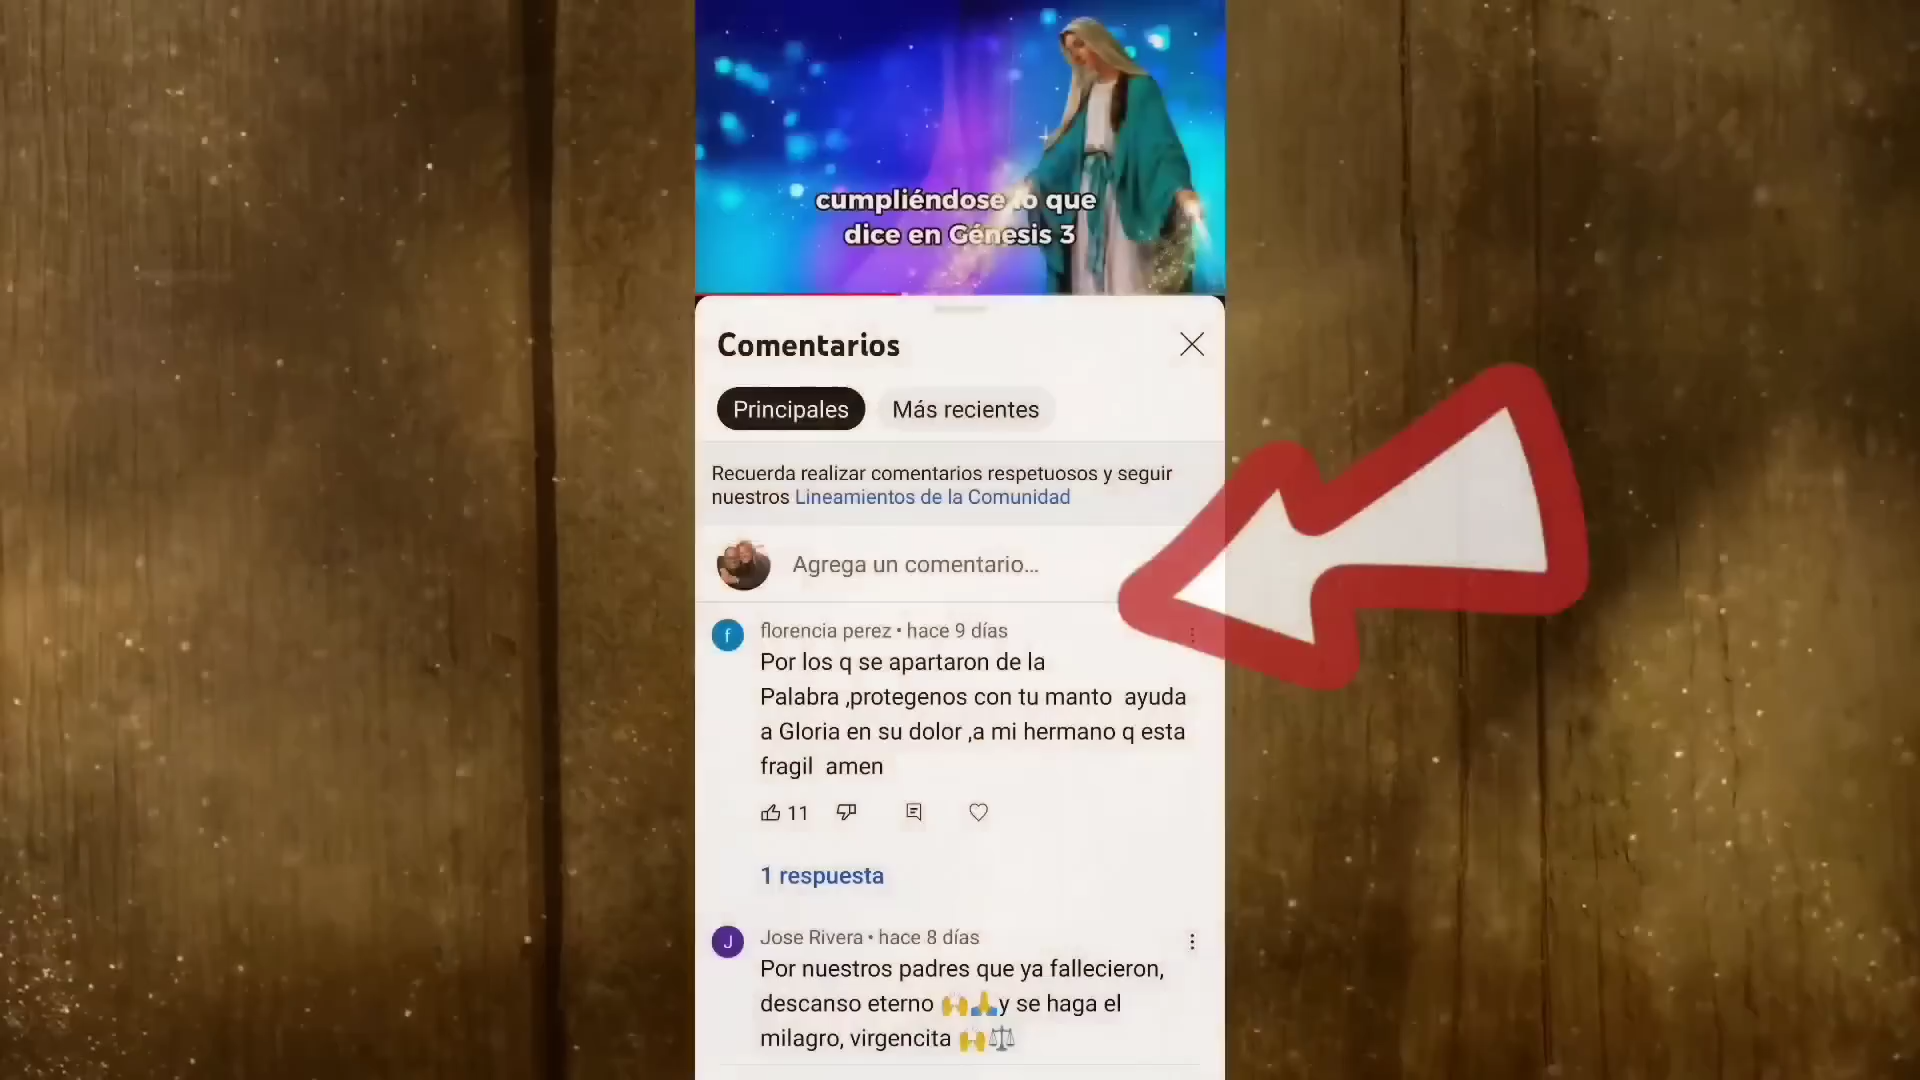 cumpliéndose lo que
dice en Génesis 3
Comentarios
Principales
Más recientes
Recuerda realizar comentarios respetuosos y seguir
nuestros Lineamientos de la Comunidad
Agrega un comentario...
f
florencia perez • hace 9 días
Por los q se apartaron de la
Palabra ,protegenos con tu manto ayuda
a Gloria en su dolor ,a mi hermano q esta
fragil amen
11
1 respuesta
J
Jose Rivera • hace 8 días
Por nuestros padres que ya fallecieron,
descanso eterno 🙌🙏y se haga el
milagro, virgencita 🙌⚖️